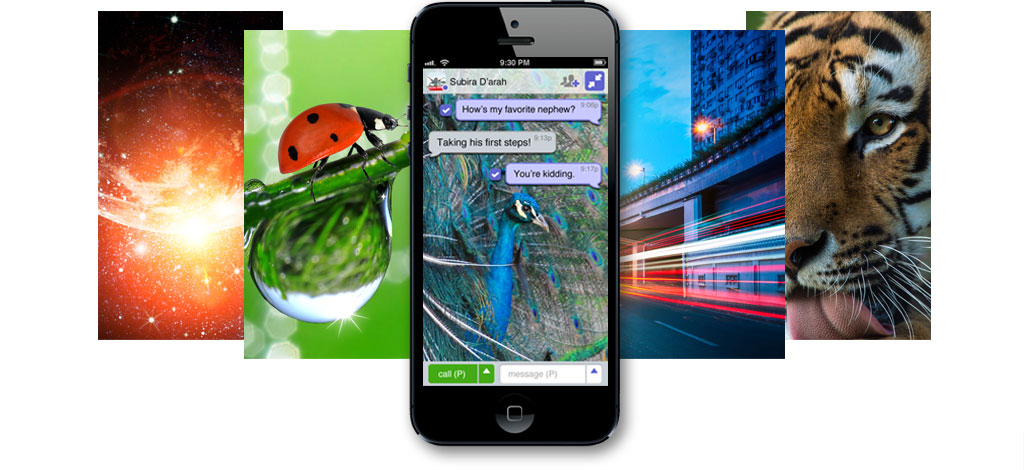 9:30 PM
Subira D'arah
How's my favorite nephew? 9:06p
Taking his first steps! 9:13p
You're kidding. 9:17p
call (P) message (P)